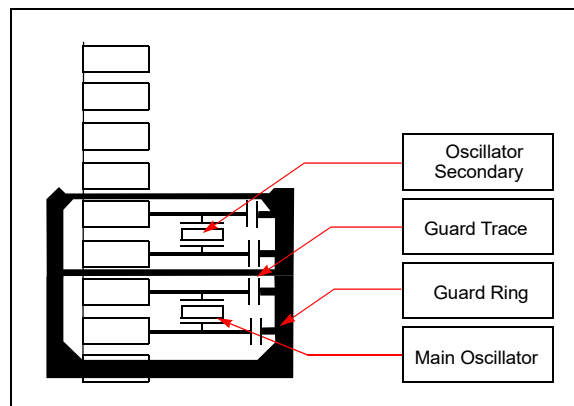 Oscillator
Secondary
Guard Trace
Guard Ring
Main Oscillator